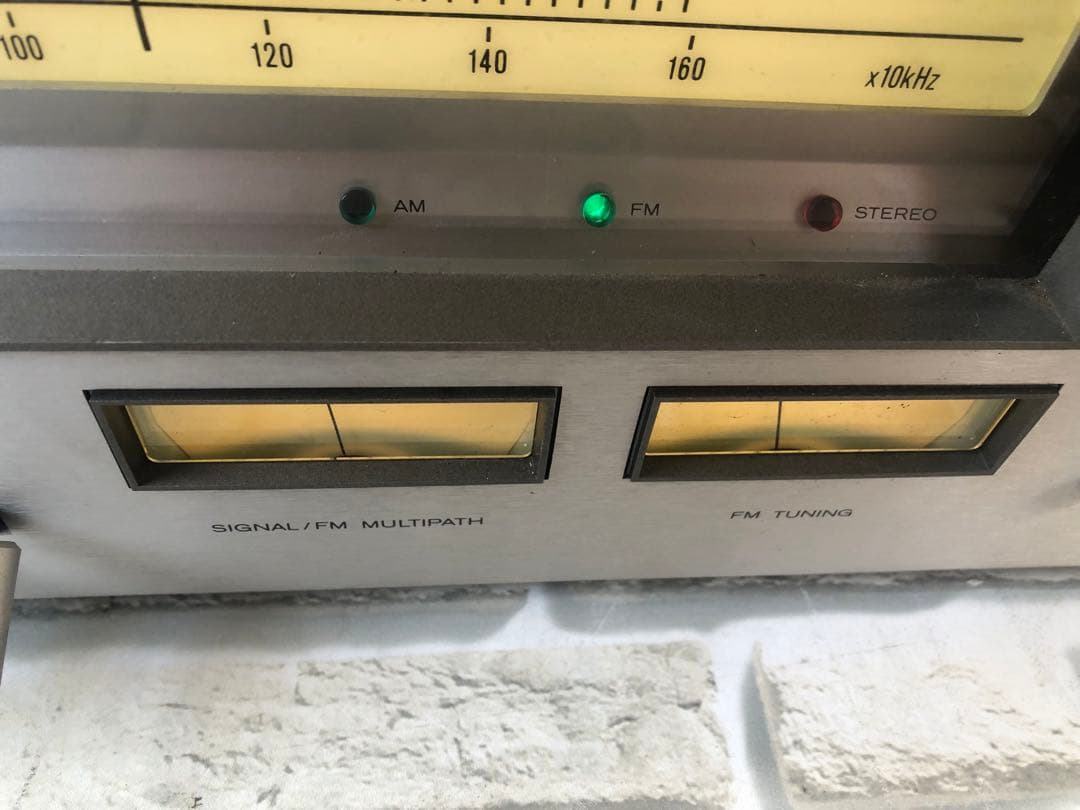 100 120 140 160 x10kHz
AM FM STEREO
SIGNAL/FM MULTIPATH FM TUNING